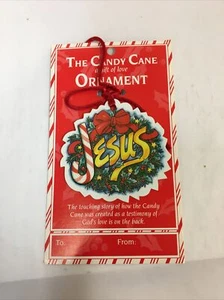 The Candy Cane
a gift of love
Ornament
Jesus
The touching story of how the Candy
Cane was created as a testimony of
God's love is on the back.
To: From: